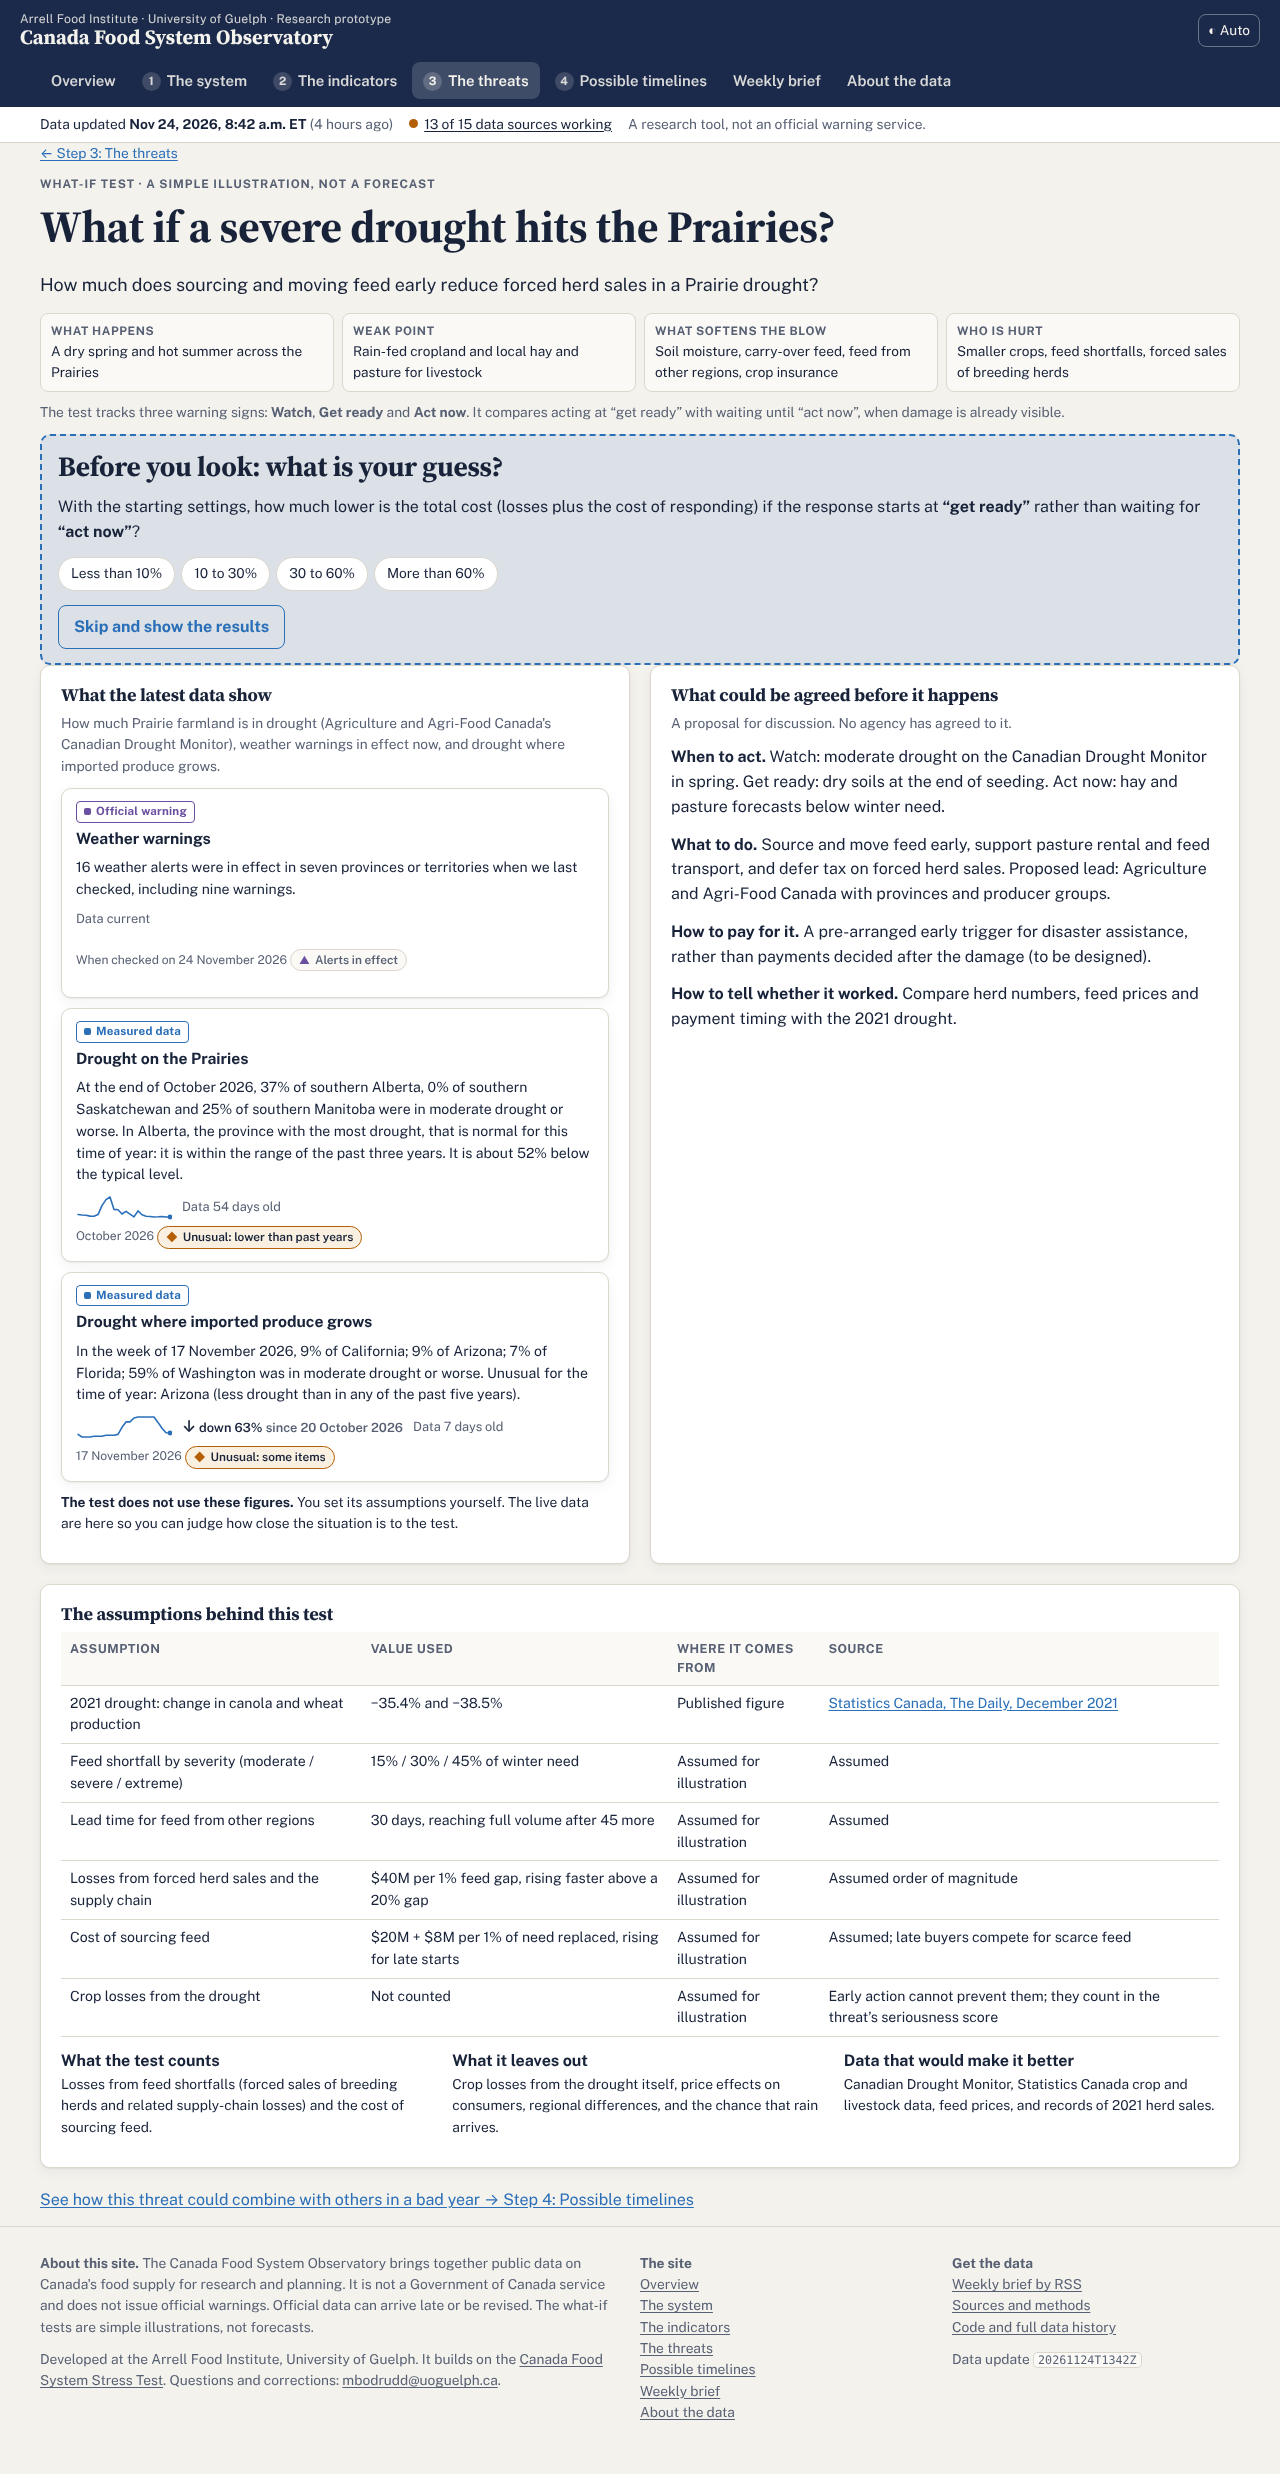 Arrell Food Institute · University of Guelph · Research prototype
Canada Food System Observatory
Auto
Overview
1 The system
2 The indicators
3 The threats
4 Possible timelines
Weekly brief
About the data
Data updated Nov 24, 2026, 8:42 a.m. ET (4 hours ago)
13 of 15 data sources working
A research tool, not an official warning service.
← Step 3: The threats
WHAT-IF TEST · A SIMPLE ILLUSTRATION, NOT A FORECAST
What if a severe drought hits the Prairies?
How much does sourcing and moving feed early reduce forced herd sales in a Prairie drought?
WHAT HAPPENS
A dry spring and hot summer across the
Prairies
WEAK POINT
Rain-fed cropland and local hay and
pasture for livestock
WHAT SOFTENS THE BLOW
Soil moisture, carry-over feed, feed from
other regions, crop insurance
WHO IS HURT
Smaller crops, feed shortfalls, forced sales
of breeding herds
The test tracks three warning signs: Watch, Get ready and Act now. It compares acting at “get ready” with waiting until “act now”, when damage is already visible.
Before you look: what is your guess?
With the starting settings, how much lower is the total cost (losses plus the cost of responding) if the response starts at “get ready” rather than waiting for
“act now”?
Less than 10%
10 to 30%
30 to 60%
More than 60%
Skip and show the results
What the latest data show
How much Prairie farmland is in drought (Agriculture and Agri-Food Canada's
Canadian Drought Monitor), weather warnings in effect now, and drought where
imported produce grows.
Official warning
Weather warnings
16 weather alerts were in effect in seven provinces or territories when we last
checked, including nine warnings.
Data current
When checked on 24 November 2026 ▲ Alerts in effect
Measured data
Drought on the Prairies
At the end of October 2026, 37% of southern Alberta, 0% of southern
Saskatchewan and 25% of southern Manitoba were in moderate drought or
worse. In Alberta, the province with the most drought, that is normal for this
time of year: it is within the range of the past three years. It is about 52% below
the typical level.
Data 54 days old
October 2026 ◆ Unusual: lower than past years
Measured data
Drought where imported produce grows
In the week of 17 November 2026, 9% of California; 9% of Arizona; 7% of
Florida; 59% of Washington was in moderate drought or worse. Unusual for the
time of year: Arizona (less drought than in any of the past five years).
↓ down 63% since 20 October 2026 Data 7 days old
17 November 2026 ◆ Unusual: some items
The test does not use these figures. You set its assumptions yourself. The live data
are here so you can judge how close the situation is to the test.
What could be agreed before it happens
A proposal for discussion. No agency has agreed to it.
When to act. Watch: moderate drought on the Canadian Drought Monitor
in spring. Get ready: dry soils at the end of seeding. Act now: hay and
pasture forecasts below winter need.
What to do. Source and move feed early, support pasture rental and feed
transport, and defer tax on forced herd sales. Proposed lead: Agriculture
and Agri-Food Canada with provinces and producer groups.
How to pay for it. A pre-arranged early trigger for disaster assistance,
rather than payments decided after the damage (to be designed).
How to tell whether it worked. Compare herd numbers, feed prices and
payment timing with the 2021 drought.
The assumptions behind this test
ASSUMPTION
VALUE USED
WHERE IT COMES
FROM
SOURCE
2021 drought: change in canola and wheat
production
−35.4% and −38.5%
Published figure
Statistics Canada, The Daily, December 2021
Feed shortfall by severity (moderate /
severe / extreme)
15% / 30% / 45% of winter need
Assumed for
illustration
Assumed
Lead time for feed from other regions
30 days, reaching full volume after 45 more
Assumed for
illustration
Assumed
Losses from forced herd sales and the
supply chain
$40M per 1% feed gap, rising faster above a
20% gap
Assumed for
illustration
Assumed order of magnitude
Cost of sourcing feed
$20M + $8M per 1% of need replaced, rising
for late starts
Assumed for
illustration
Assumed; late buyers compete for scarce feed
Crop losses from the drought
Not counted
Assumed for
illustration
Early action cannot prevent them; they count in the
threat’s seriousness score
What the test counts
Losses from feed shortfalls (forced sales of breeding
herds and related supply-chain losses) and the cost of
sourcing feed.
What it leaves out
Crop losses from the drought itself, price effects on
consumers, regional differences, and the chance that rain
arrives.
Data that would make it better
Canadian Drought Monitor, Statistics Canada crop and
livestock data, feed prices, and records of 2021 herd sales.
See how this threat could combine with others in a bad year → Step 4: Possible timelines
About this site. The Canada Food System Observatory brings together public data on
Canada's food supply for research and planning. It is not a Government of Canada service
and does not issue official warnings. Official data can arrive late or be revised. The what-if
tests are simple illustrations, not forecasts.
Developed at the Arrell Food Institute, University of Guelph. It builds on the Canada Food
System Stress Test. Questions and corrections: mbodrudd@uoguelph.ca.
The site
Overview
The system
The indicators
The threats
Possible timelines
Weekly brief
About the data
Get the data
Weekly brief by RSS
Sources and methods
Code and full data history
Data update 20261124T1342Z